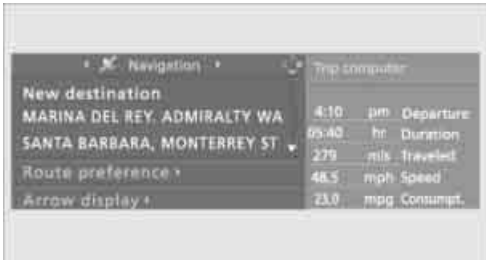 Navigation
New destination
MARINA DEL REY, ADMIRALTY WA
SANTA BARBARA, MONTERREY ST
Route preference
Arrow display
Trip computer
4:10 pm Departure
05:40 hr Duration
279 mls Traveled
48.5 mph Speed
23.0 mpg Consumpt.